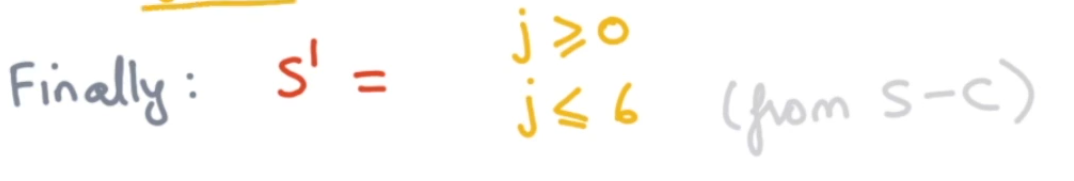 j ⩾ 0
Finally: S' =
j ⩽ 6 (from S-C)